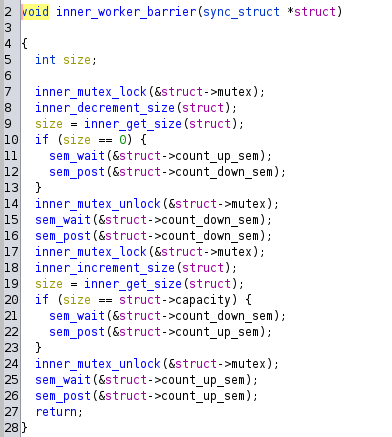 2 void inner_worker_barrier(sync_struct *struct)
3
4 {
5   int size;
6
7   inner_mutex_lock(&struct->mutex);
8   inner_decrement_size(struct);
9   size = inner_get_size(struct);
10   if (size == 0) {
11     sem_wait(&struct->count_up_sem);
12     sem_post(&struct->count_down_sem);
13   }
14   inner_mutex_unlock(&struct->mutex);
15   sem_wait(&struct->count_down_sem);
16   sem_post(&struct->count_down_sem);
17   inner_mutex_lock(&struct->mutex);
18   inner_increment_size(struct);
19   size = inner_get_size(struct);
20   if (size == struct->capacity) {
21     sem_wait(&struct->count_down_sem);
22     sem_post(&struct->count_up_sem);
23   }
24   inner_mutex_unlock(&struct->mutex);
25   sem_wait(&struct->count_up_sem);
26   sem_post(&struct->count_up_sem);
27   return;
28 }